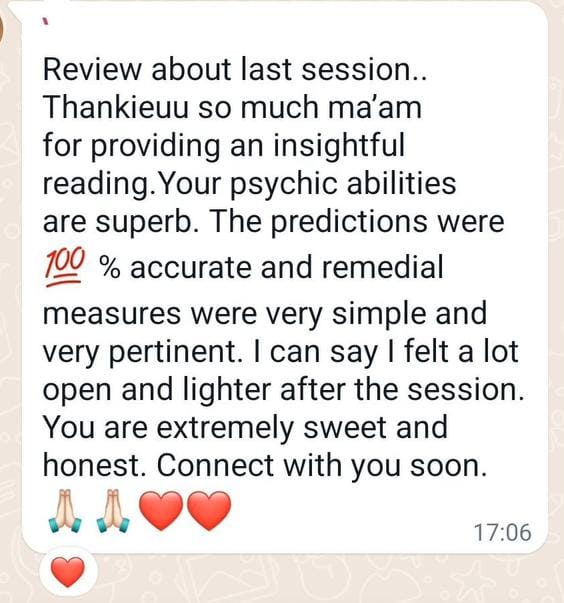 Review about last session..
Thankieuu so much ma'am
for providing an insightful
reading.Your psychic abilities
are superb. The predictions were
💯 % accurate and remedial
measures were very simple and
very pertinent. I can say I felt a lot
open and lighter after the session.
You are extremely sweet and
honest. Connect with you soon.
🙏🏻🙏🏻❤️❤️
17:06